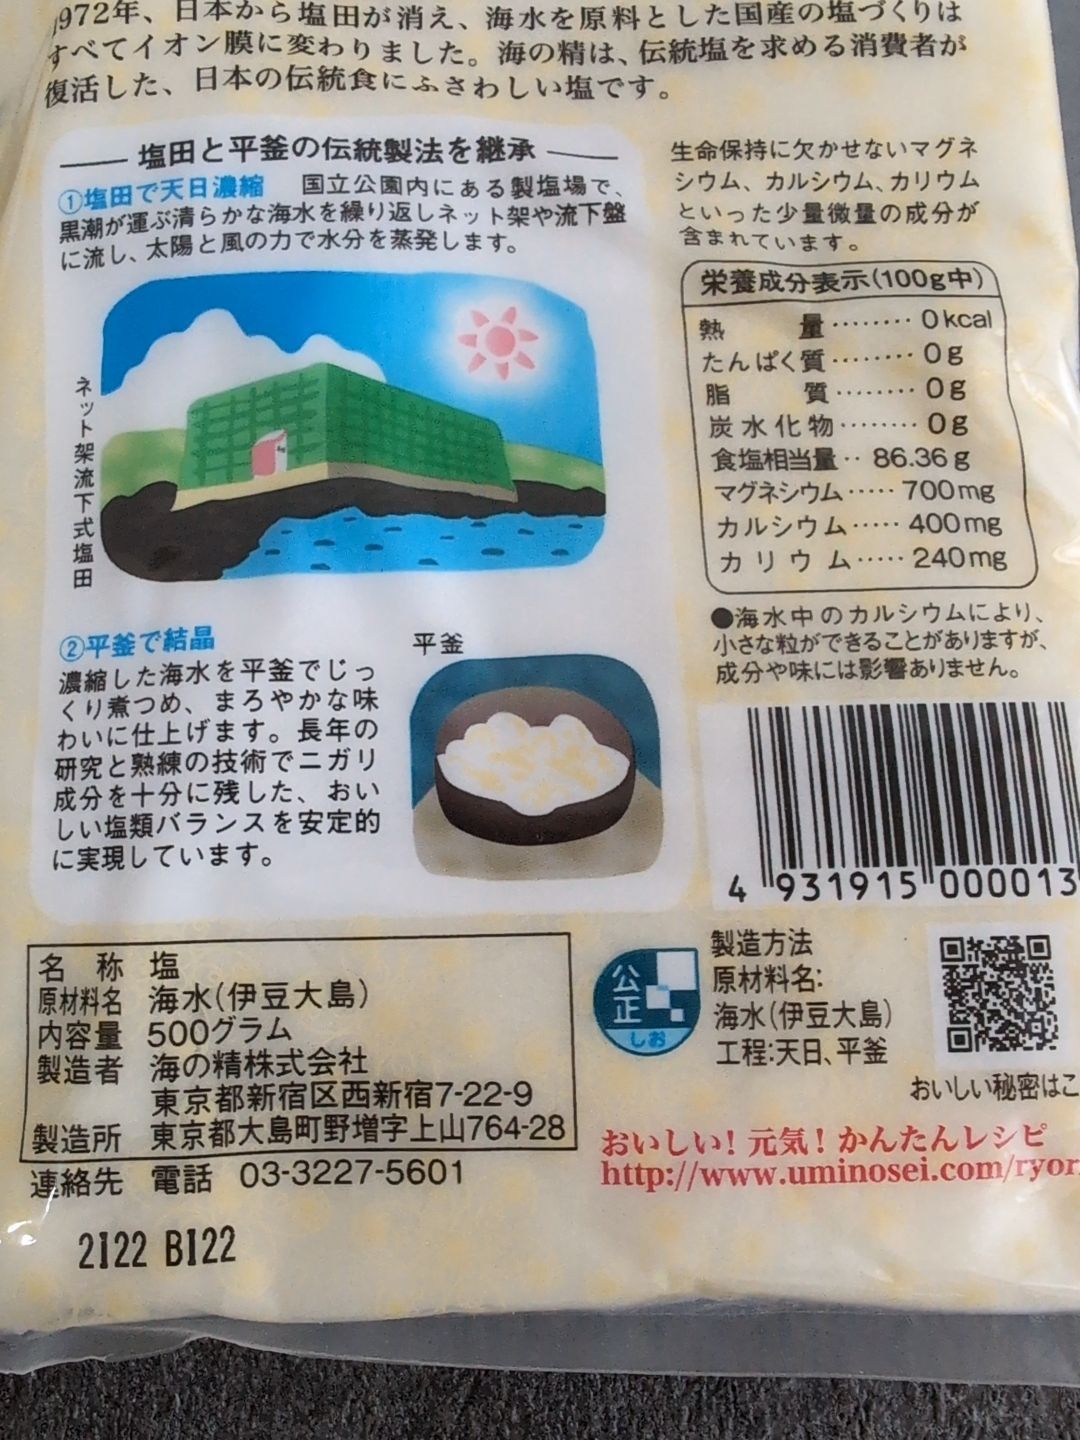 1972年、日本から塩田が消え、海水を原料とした国産の塩づくりは
すべてイオン膜に変わりました。海の精は、伝統塩を求める消費者が
復活した、日本の伝統食にふさわしい塩です。
塩田と平釜の伝統製法を継承
①塩田で天日濃縮 国立公園内にある製塩場で、
黒潮が運ぶ清らかな海水を繰り返しネット架や流下盤
に流し、太陽と風の力で水分を蒸発します。
ネット架流下式塩田
②平釜で結晶
濃縮した海水を平釜でじっ
くり煮つめ、まろやかな味
わいに仕上げます。長年の
研究と熟練の技術でニガリ
成分を十分に残した、おい
しい塩類バランスを安定的
に実現しています。
平釜
生命保持に欠かせないマグネ
シウム、カルシウム、カリウム
といった少量微量の成分が
含まれています。
栄養成分表示(100g中)
熱量········0kcal
たんぱく質········0g
脂質········0g
炭水化物········0g
食塩相当量··86.36g
マグネシウム·····700mg
カルシウム·····400mg
カリウム·····240mg
●海水中のカルシウムにより、
小さな粒ができることがありますが、
成分や味には影響ありません。
4 931915 000013
名称 塩
原材料名 海水(伊豆大島)
内容量 500グラム
製造者 海の精株式会社
東京都新宿区西新宿7-22-9
製造所 東京都大島町野増字上山764-28
連絡先 電話 03-3227-5601
公正
しお
製造方法
原材料名:
海水(伊豆大島)
工程:天日、平釜
おいしい秘密はこ
おいしい!元気!かんたんレシピ
http://www.uminosei.com/ryor
2122 B122